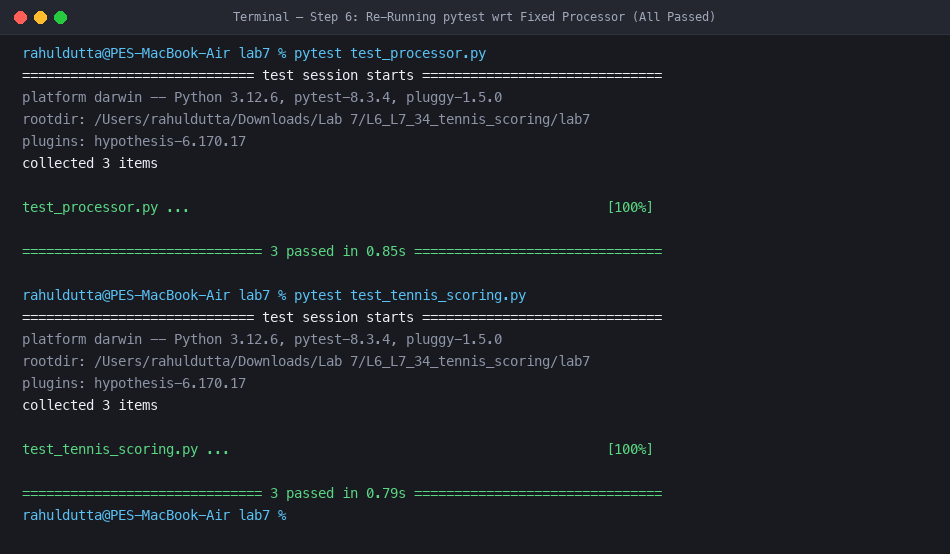 Terminal — Step 6: Re-Running pytest wrt Fixed Processor (All Passed)
rahuldutta@PES-MacBook-Air lab7 % pytest test_processor.py
============================= test session starts ==============================
platform darwin -- Python 3.12.6, pytest-8.3.4, pluggy-1.5.0
rootdir: /Users/rahuldutta/Downloads/Lab 7/L6_L7_34_tennis_scoring/lab7
plugins: hypothesis-6.170.17
collected 3 items
test_processor.py ... [100%]
============================== 3 passed in 0.85s ===============================
rahuldutta@PES-MacBook-Air lab7 % pytest test_tennis_scoring.py
============================= test session starts ==============================
platform darwin -- Python 3.12.6, pytest-8.3.4, pluggy-1.5.0
rootdir: /Users/rahuldutta/Downloads/Lab 7/L6_L7_34_tennis_scoring/lab7
plugins: hypothesis-6.170.17
collected 3 items
test_tennis_scoring.py ... [100%]
============================== 3 passed in 0.79s ===============================
rahuldutta@PES-MacBook-Air lab7 %